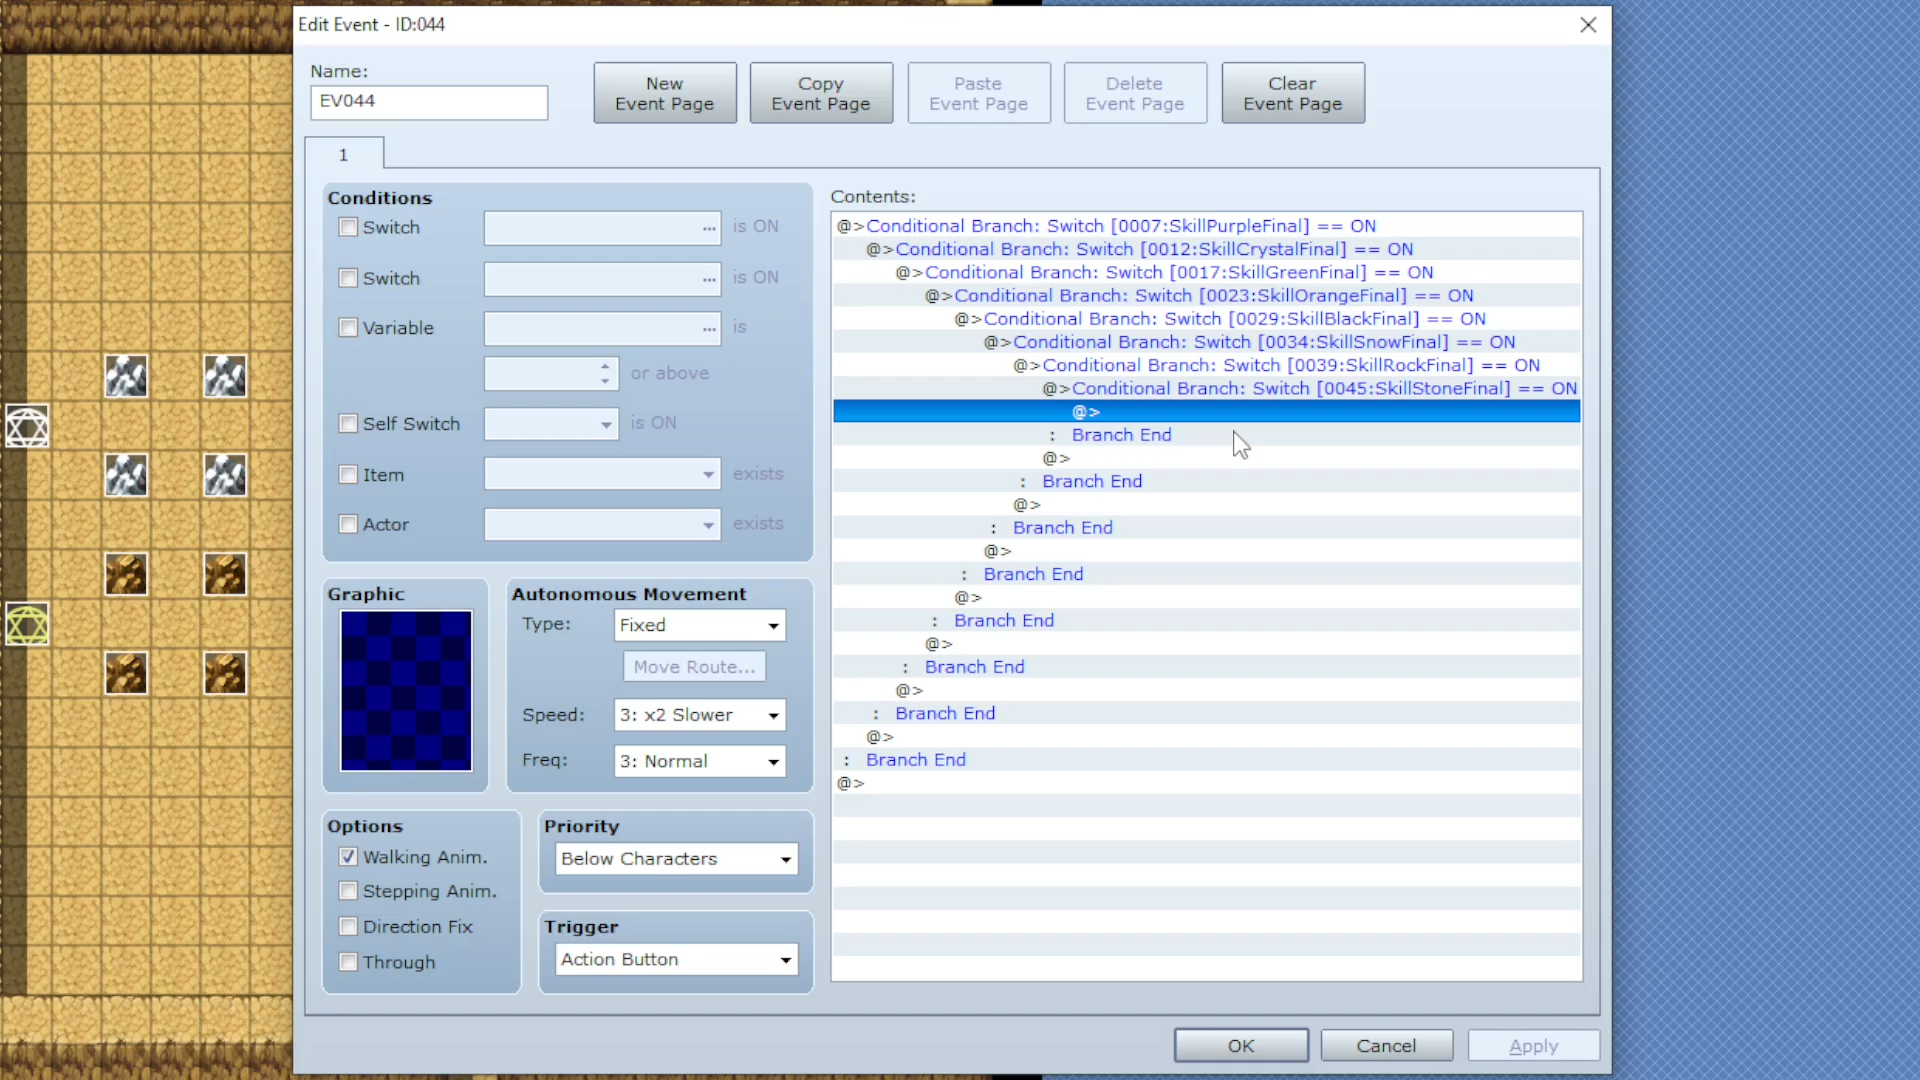 Edit Event - ID:044
Name:
EV044
New
Event Page
Copy
Event Page
Paste
Event Page
Delete
Event Page
Clear
Event Page
1
Conditions
Switch ... is ON
Switch ... is ON
Variable ... is
or above
Self Switch is ON
Item exists
Actor exists
Graphic
Autonomous Movement
Type: Fixed
Move Route...
Speed: 3: x2 Slower
Freq: 3: Normal
Options
Walking Anim.
Stepping Anim.
Direction Fix
Through
Priority
Below Characters
Trigger
Action Button
Contents:
@>Conditional Branch: Switch [0007:SkillPurpleFinal] == ON
@>Conditional Branch: Switch [0012:SkillCrystalFinal] == ON
@>Conditional Branch: Switch [0017:SkillGreenFinal] == ON
@>Conditional Branch: Switch [0023:SkillOrangeFinal] == ON
@>Conditional Branch: Switch [0029:SkillBlackFinal] == ON
@>Conditional Branch: Switch [0034:SkillSnowFinal] == ON
@>Conditional Branch: Switch [0039:SkillRockFinal] == ON
@>Conditional Branch: Switch [0045:SkillStoneFinal] == ON
@>
: Branch End
@>
: Branch End
@>
: Branch End
@>
: Branch End
@>
: Branch End
@>
: Branch End
@>
: Branch End
@>
: Branch End
@>
OK
Cancel
Apply